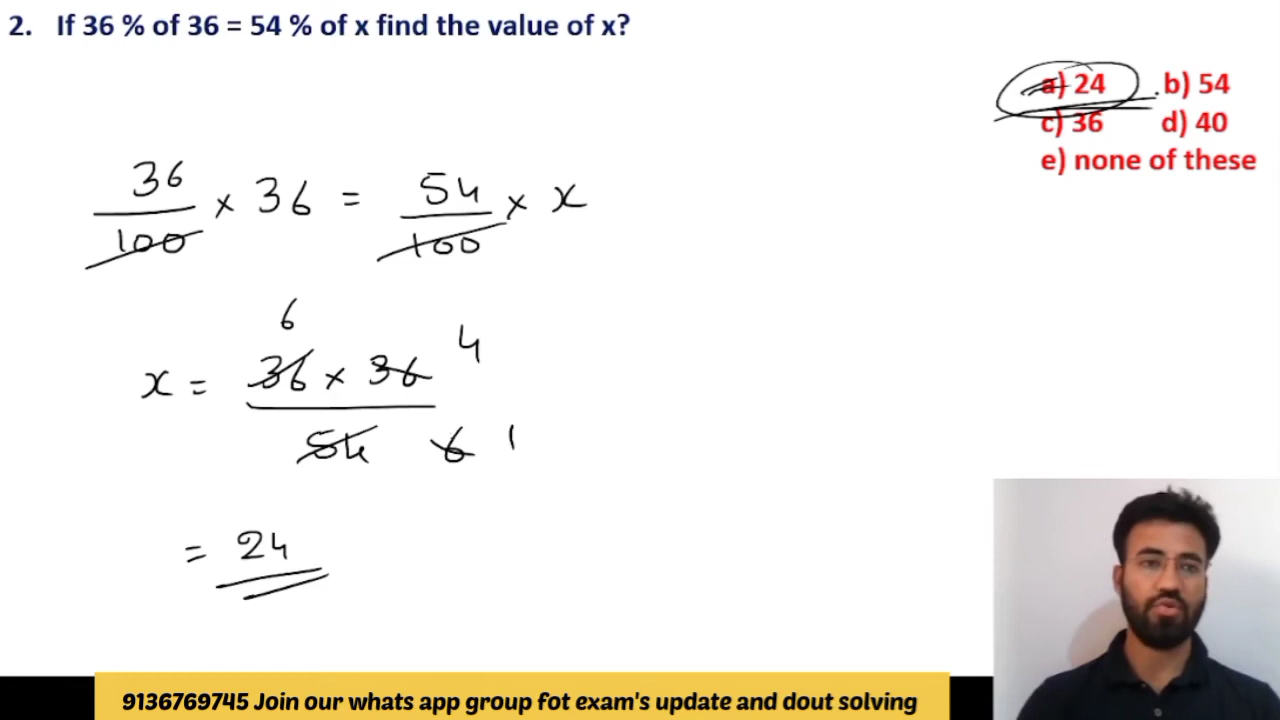 2. If 36 % of 36 = 54 % of x find the value of x?
a) 24 b) 54
c) 36 d) 40
e) none of these
36/100 × 36 = 54/100 × x
6 4
x = 36 × 36
54 6 1
= 24
9136769745 Join our whats app group fot exam's update and dout solving